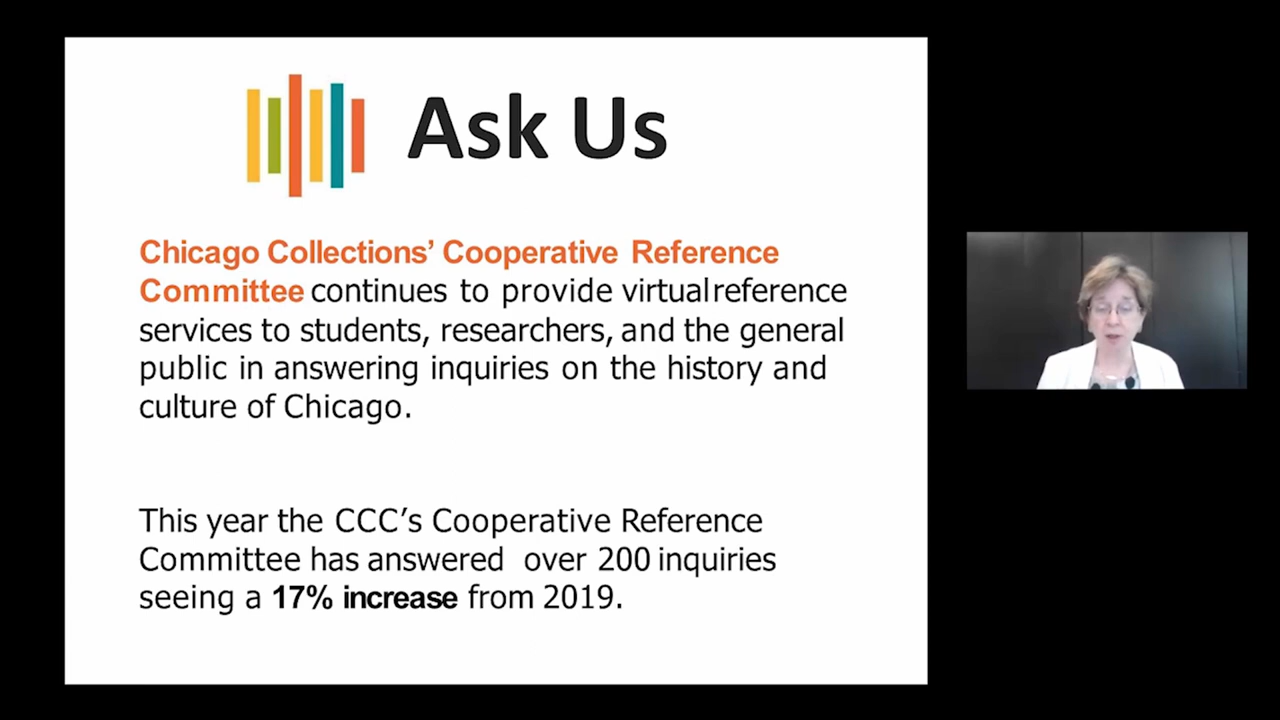 Ask Us
Chicago Collections’ Cooperative Reference
Committee continues to provide virtual reference
services to students, researchers, and the general
public in answering inquiries on the history and
culture of Chicago.
This year the CCC’s Cooperative Reference
Committee has answered over 200 inquiries
seeing a 17% increase from 2019.